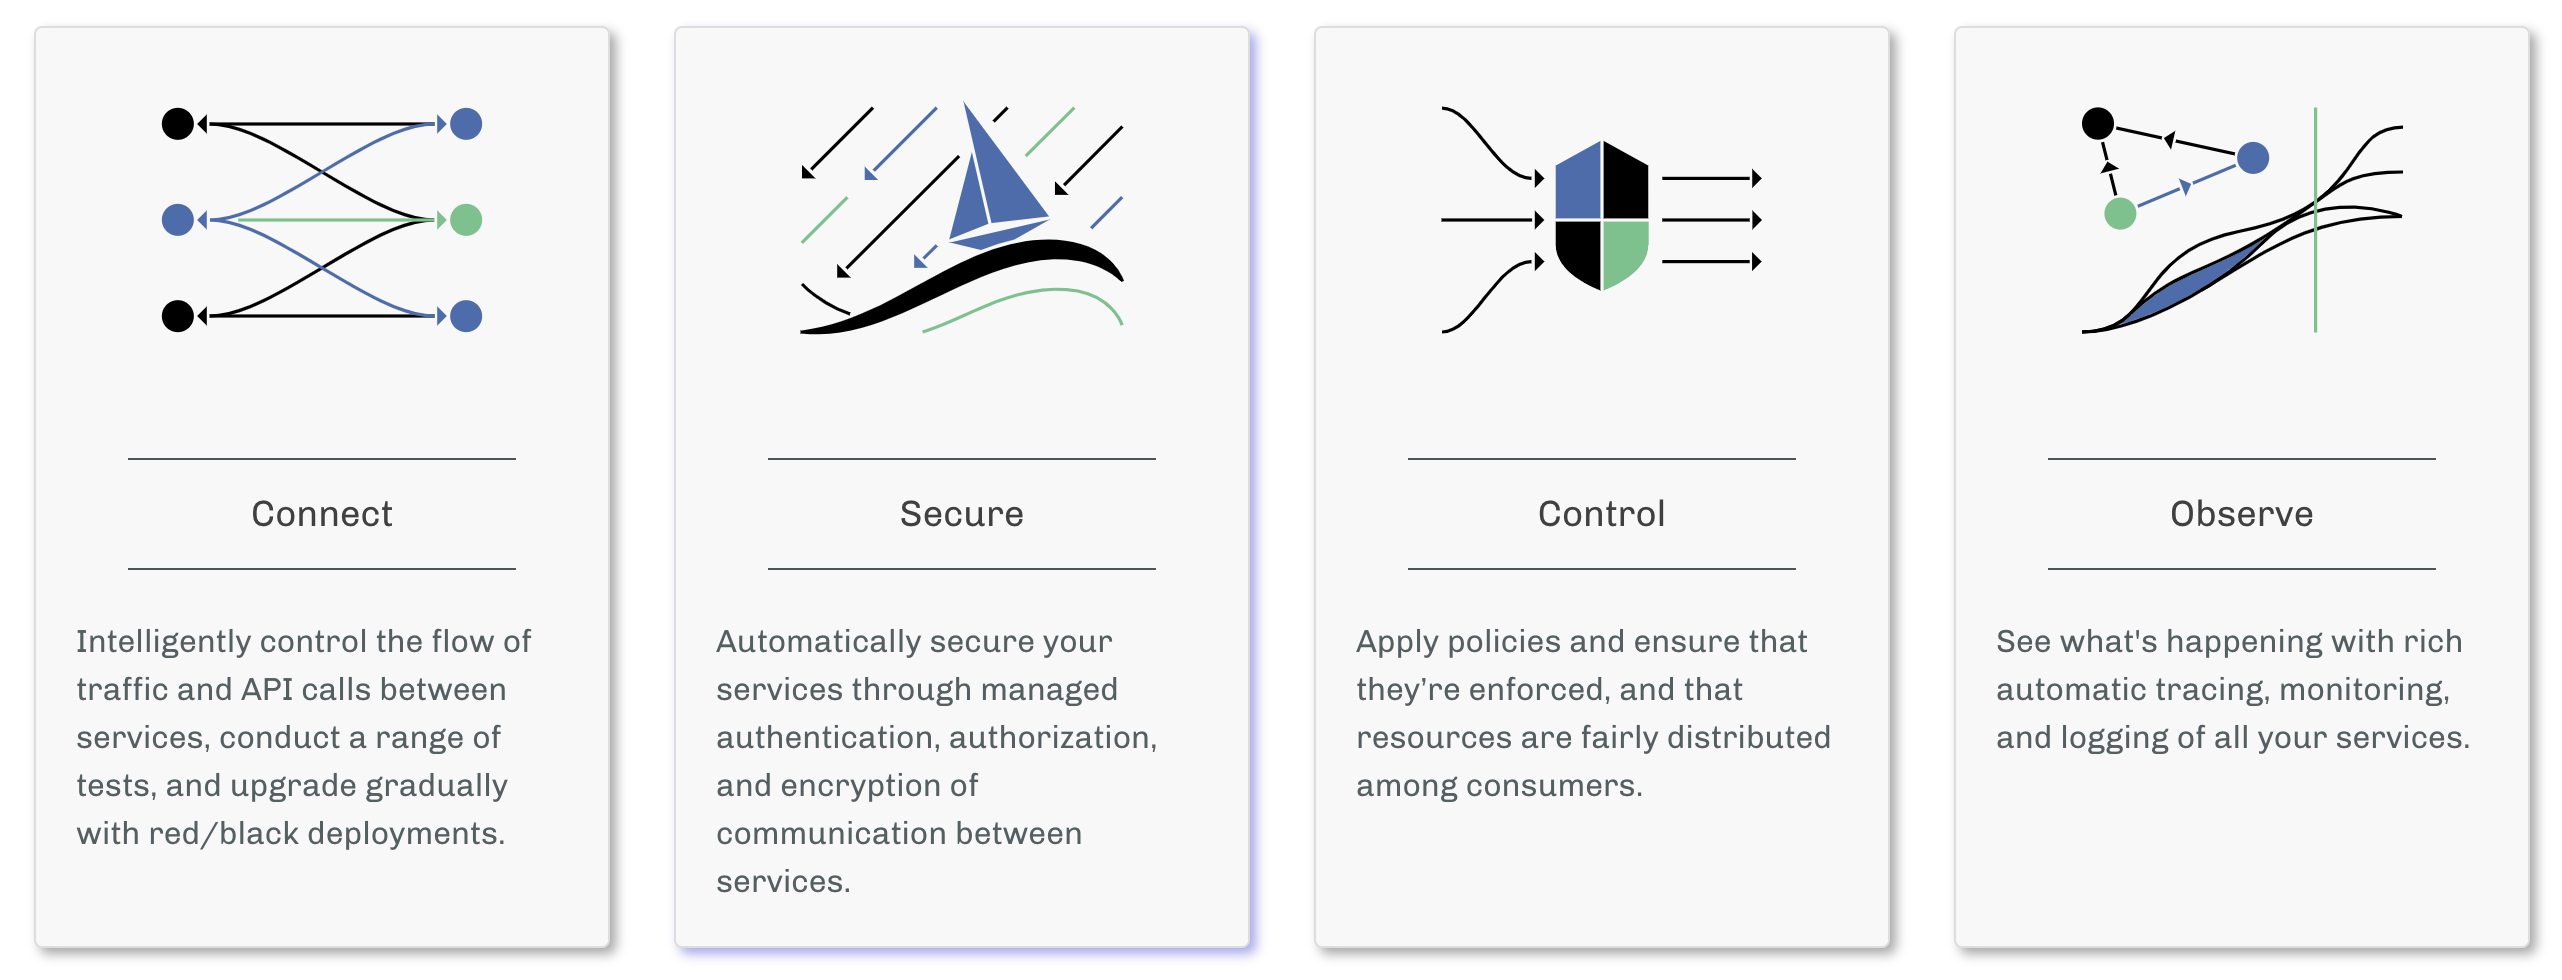 Connect
Intelligently control the flow of
traffic and API calls between
services, conduct a range of
tests, and upgrade gradually
with red/black deployments.
Secure
Automatically secure your
services through managed
authentication, authorization,
and encryption of
communication between
services.
Control
Apply policies and ensure that
they're enforced, and that
resources are fairly distributed
among consumers.
Observe
See what's happening with rich
automatic tracing, monitoring,
and logging of all your services.